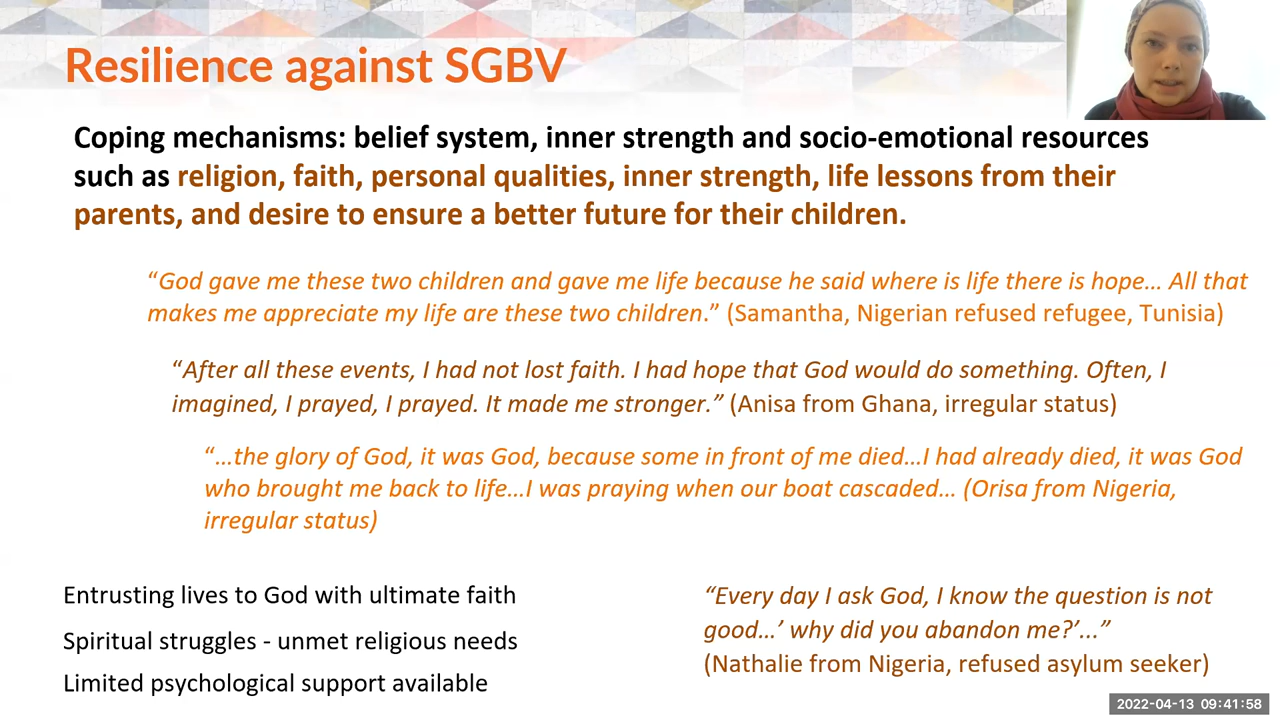 Resilience against SGBV
Coping mechanisms: belief system, inner strength and socio-emotional resources
such as religion, faith, personal qualities, inner strength, life lessons from their
parents, and desire to ensure a better future for their children.
“God gave me these two children and gave me life because he said where is life there is hope… All that
makes me appreciate my life are these two children.” (Samantha, Nigerian refused refugee, Tunisia)
“After all these events, I had not lost faith. I had hope that God would do something. Often, I
imagined, I prayed, I prayed. It made me stronger.” (Anisa from Ghana, irregular status)
“…the glory of God, it was God, because some in front of me died…I had already died, it was God
who brought me back to life…I was praying when our boat cascaded… (Orisa from Nigeria,
irregular status)
Entrusting lives to God with ultimate faith
Spiritual struggles - unmet religious needs
Limited psychological support available
“Every day I ask God, I know the question is not
good…’ why did you abandon me?’...”
(Nathalie from Nigeria, refused asylum seeker)
2022-04-13 09:41:58